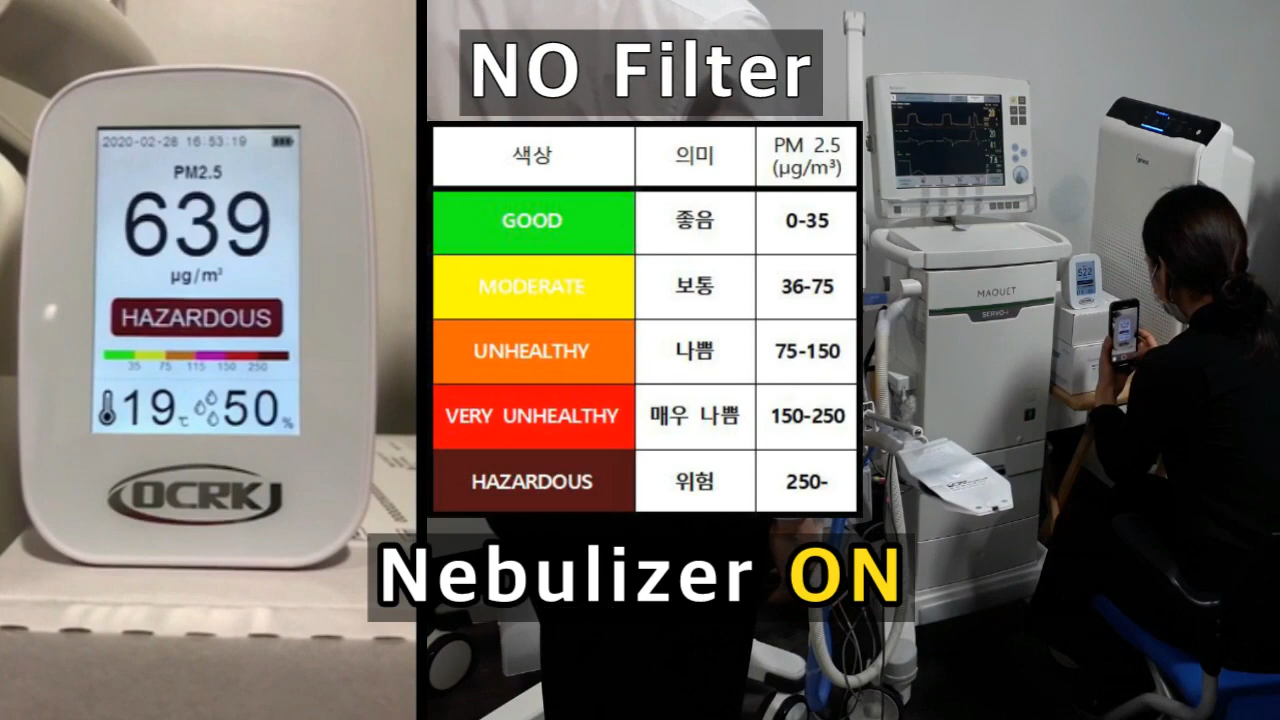 NO Filter
2020-02-26 16:53:19
PM2.5
639
µg/m³
HAZARDOUS
35 75 115 150 250
19℃ 50%
OCRK
색상 의미 PM 2.5 (µg/m³)
GOOD 좋음 0-35
MODERATE 보통 36-75
UNHEALTHY 나쁨 75-150
VERY UNHEALTHY 매우 나쁨 150-250
HAZARDOUS 위험 250-
Nebulizer ON
MAQUET
SERVO-i
522